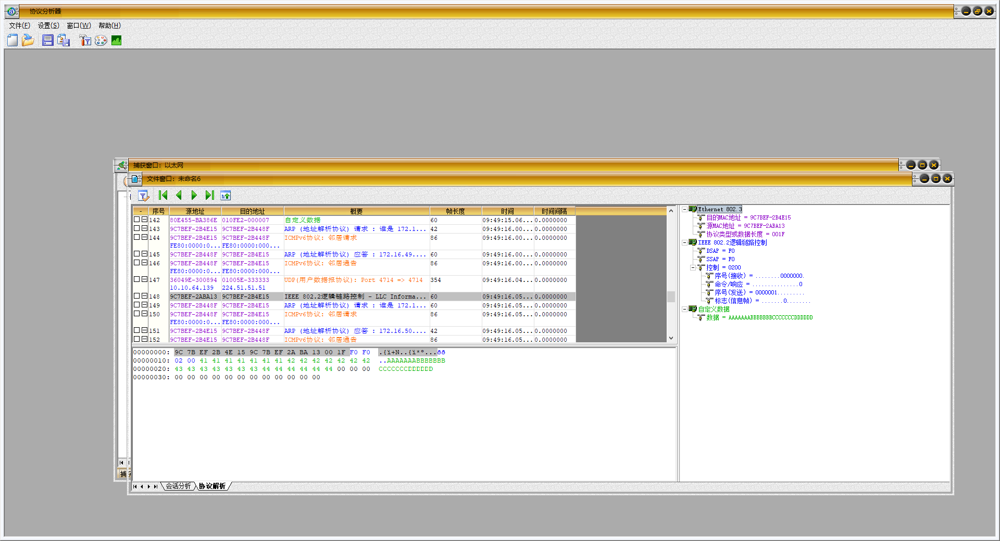 协议分析器
文件(F) 设置(S) 窗口(W) 帮助(H)
捕获窗口: 以太网
文件窗口: 未命名6
- 序号 源地址 目的地址 概要 帧长度 时间 时间间隔
142 80E455-BA386E 010FE2-000007 自定义数据 60 09:49:15.06... 0.0000000
143 9C7BEF-2B4E15 9C7BEF-2B448F ARP (地址解析协议) 请求 : 谁是 172.1... 42 09:49:16.00... 0.0000000
144 9C7BEF-2B4E15 9C7BEF-2B448F ICMPv6协议: 邻居请求 86 09:49:16.00... 0.0000000
FE80:0000:0... FE80:0000:000...
145 9C7BEF-2B448F 9C7BEF-2B4E15 ARP (地址解析协议) 应答 : 172.16.49.... 60 09:49:16.00... 0.0000000
146 9C7BEF-2B448F 9C7BEF-2B4E15 ICMPv6协议: 邻居通告 86 09:49:16.00... 0.0000000
FE80:0000:0... FE80:0000:000...
147 36049E-300894 01005E-333333 UDP(用户数据报协议): Port 4714 => 4714 354 09:49:16.04... 0.0000000
10.10.64.139 224.51.51.51
148 9C7BEF-2ABA13 9C7BEF-2B4E15 IEEE 802.2逻辑链路控制 - LLC Informa... 60 09:49:16.05... 0.0000000
149 9C7BEF-2B448F 9C7BEF-2B4E15 ARP (地址解析协议) 请求 : 谁是 172.1... 60 09:49:16.05... 0.0000000
150 9C7BEF-2B448F 9C7BEF-2B4E15 ICMPv6协议: 邻居请求 86 09:49:16.05... 0.0000000
FE80:0000:0... FE80:0000:000...
151 9C7BEF-2B4E15 9C7BEF-2B448F ARP (地址解析协议) 应答 : 172.16.50.... 42 09:49:16.05... 0.0000000
152 9C7BEF-2B4E15 9C7BEF-2B448F ICMPv6协议: 邻居通告 86 09:49:16.05... 0.0000000
00000000: 9C 7B EF 2B 4E 15 9C 7B EF 2A BA 13 00 1F F0 F0 .{ï+N..{ï*º...ðð
00000010: 02 00 41 41 41 41 41 41 41 42 42 42 42 42 42 42 ..AAAAAAABBBBBBB
00000020: 43 43 43 43 43 43 43 44 44 44 44 44 44 00 00 00 CCCCCCCDDDDDD
00000030: 00 00 00 00 00 00 00 00 00 00 00 00
Ethernet 802.3
目的MAC地址 = 9C7BEF-2B4E15
源MAC地址 = 9C7BEF-2ABA13
协议类型或数据长度 = 001F
IEEE 802.2逻辑链路控制
DSAP = F0
SSAP = F0
控制 = 0200
序号(接收) = ........0000000.
命令/响应 = ...............0
序号(发送) = 0000001.........
标志(信息帧) = .......0........
自定义数据
数据 = AAAAAAABBBBBBBCCCCCCCDDDDDD
捕
会话分析 协议解析